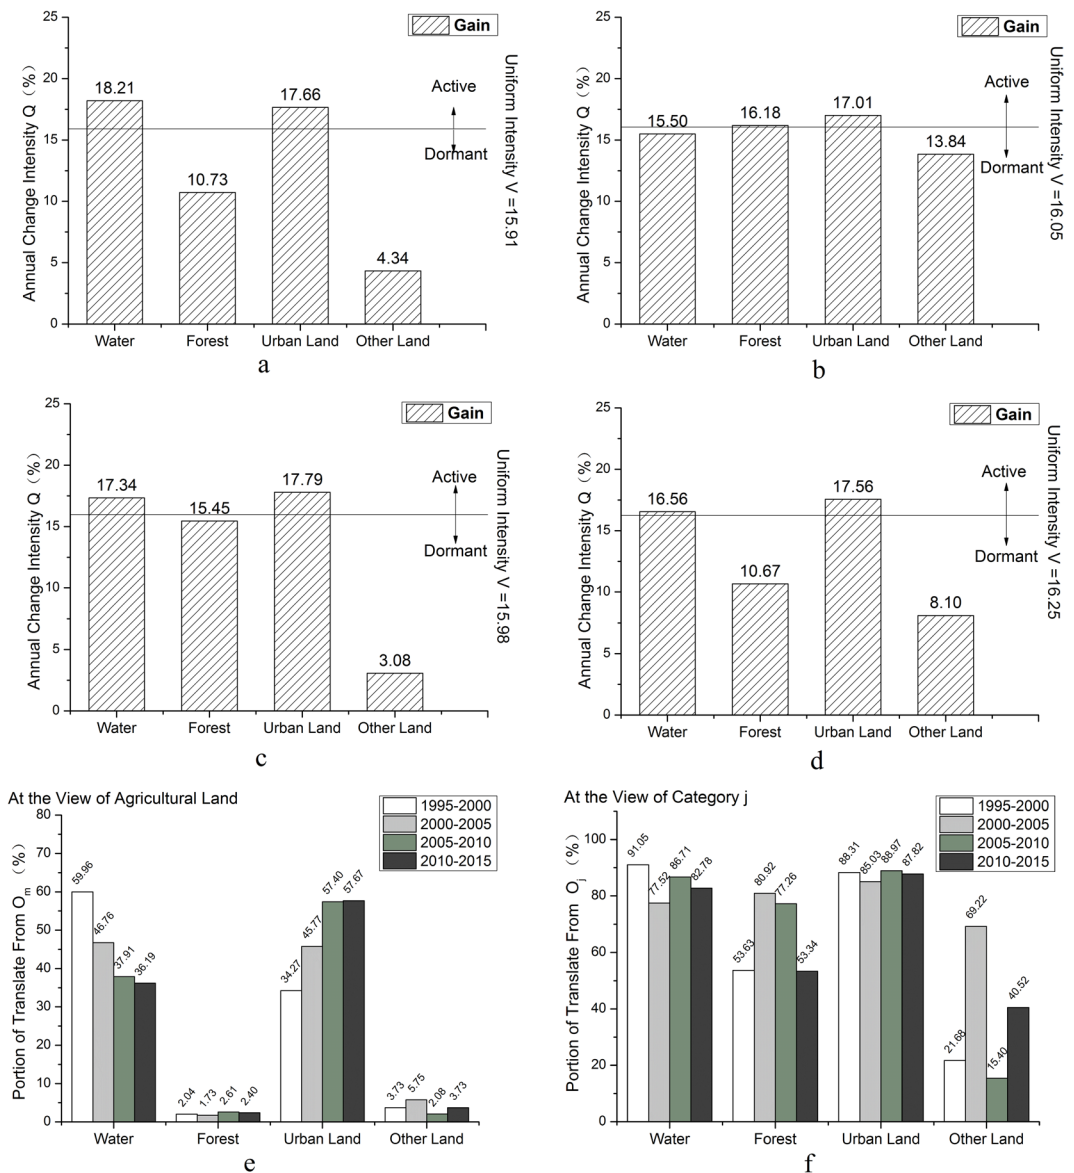 Gain
Annual Change Intensity Q (%)
25
20
15
10
5
0
18.21
10.73
17.66
4.34
Active
Dormant
Uniform Intensity V =15.91
Water
Forest
Urban Land
Other Land
a
Gain
Annual Change Intensity Q (%)
25
20
15
10
5
0
15.50
16.18
17.01
13.84
Active
Dormant
Uniform Intensity V =16.05
Water
Forest
Urban Land
Other Land
b
Gain
Annual Change Intensity Q (%)
25
20
15
10
5
0
17.34
15.45
17.79
3.08
Active
Dormant
Uniform Intensity V =15.98
Water
Forest
Urban Land
Other Land
c
Gain
Annual Change Intensity Q (%)
25
20
15
10
5
0
16.56
10.67
17.56
8.10
Active
Dormant
Uniform Intensity V =16.25
Water
Forest
Urban Land
Other Land
d
At the View of Agricultural Land
1995-2000
2000-2005
2005-2010
2010-2015
Portion of Translate From Om (%)
80
70
60
50
40
30
20
10
0
59.96
46.76
37.91
36.19
2.04
1.73
2.61
2.40
34.27
45.77
57.40
57.67
3.73
5.75
2.08
3.73
Water
Forest
Urban Land
Other Land
e
At the View of Category j
1995-2000
2000-2005
2005-2010
2010-2015
Portion of Translate From Oj (%)
100
80
60
40
20
0
91.05
77.52
86.71
82.78
53.63
80.92
77.26
53.34
88.31
85.03
88.97
87.82
21.68
69.22
15.40
40.52
Water
Forest
Urban Land
Other Land
f